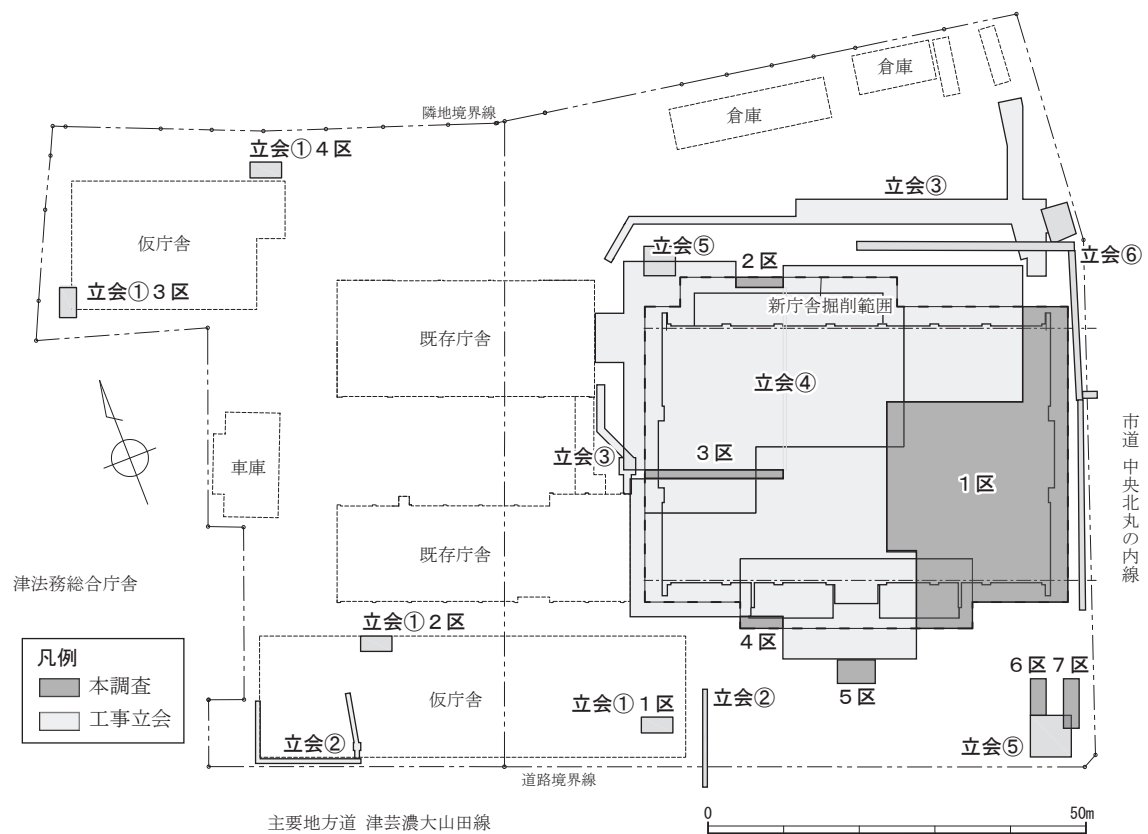 倉庫
倉庫
隣地境界線
立会①４区
立会③
仮庁舎
立会⑤
２区
立会⑥
立会①３区
新庁舎掘削範囲
既存庁舎
立会④
車庫
立会③
３区
１区
市道 中央北丸の内線
既存庁舎
津法務総合庁舎
立会①２区
４区
凡例
本調査
工事立会
仮庁舎
立会①１区
立会②
５区
６区
７区
立会②
立会⑤
道路境界線
主要地方道 津芸濃大山田線
0
50m